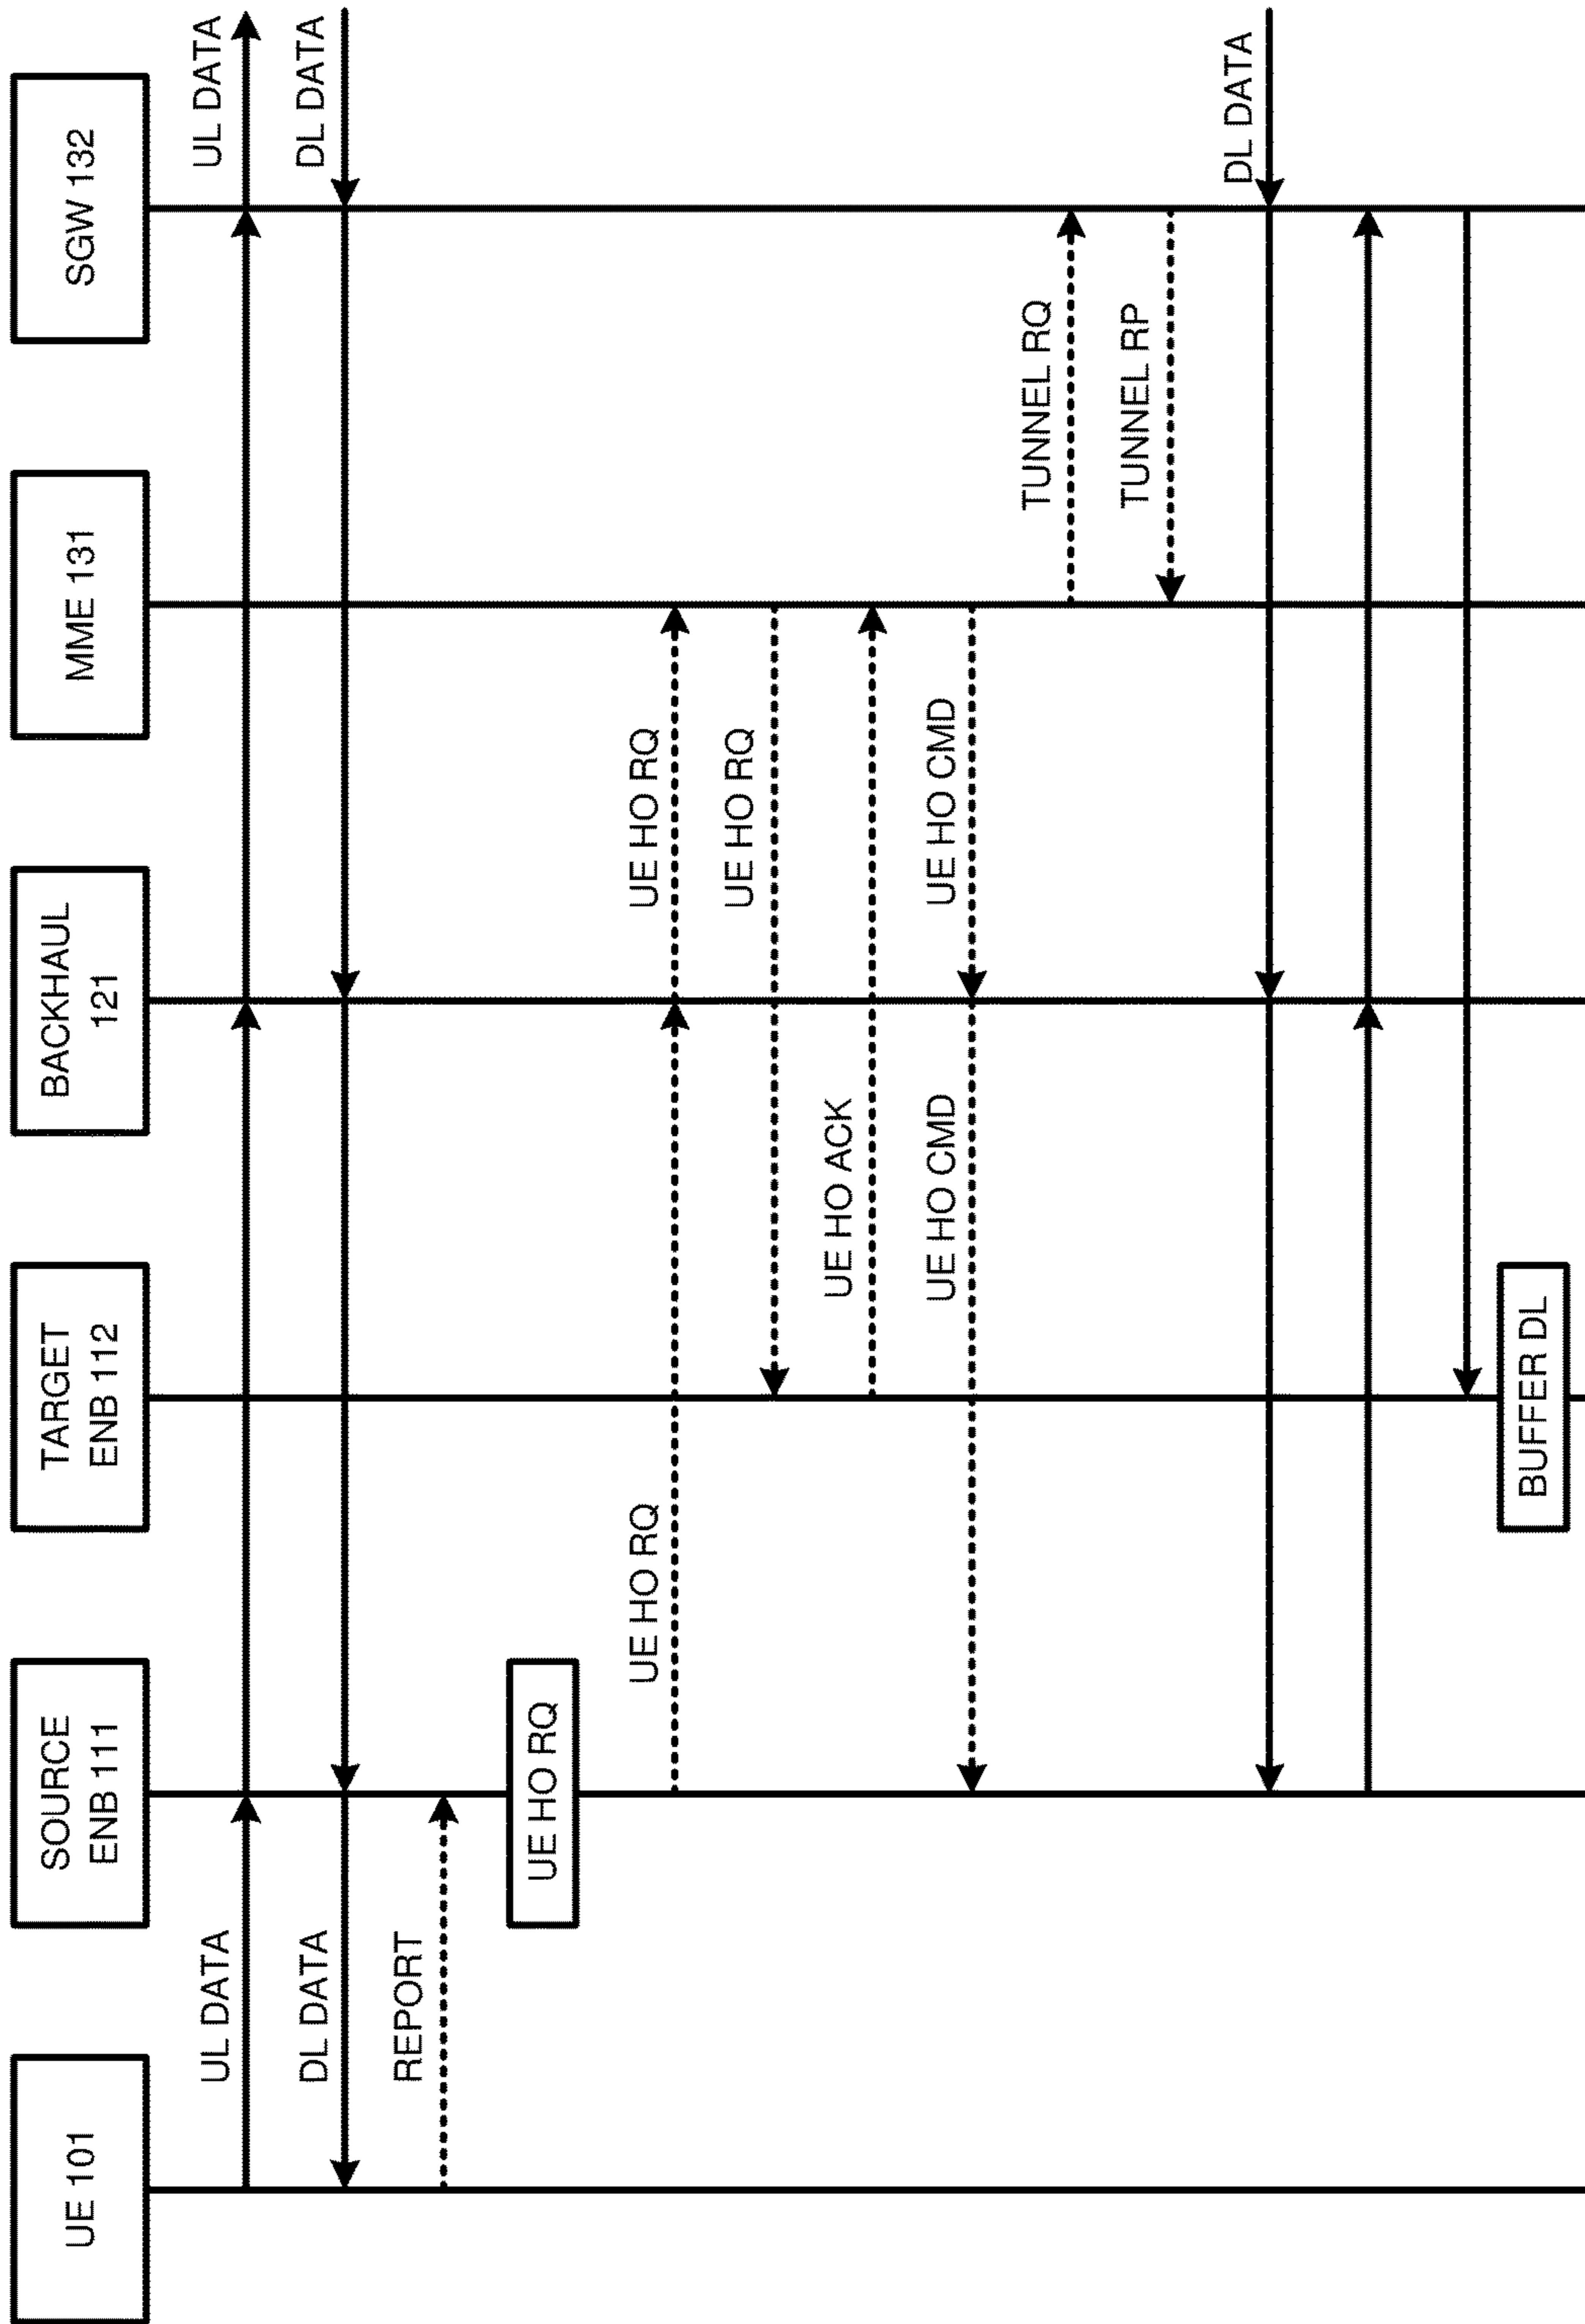 UE 101
SOURCE
ENB 111
TARGET
ENB 112
BACKHAUL
121
MME 131
SGW 132
UL DATA
UL DATA
DL DATA
DL DATA
REPORT
UE HO RQ
UE HO RQ
UE HO RQ
UE HO RQ
UE HO ACK
UE HO CMD
UE HO CMD
TUNNEL RQ
TUNNEL RP
DL DATA
BUFFER DL